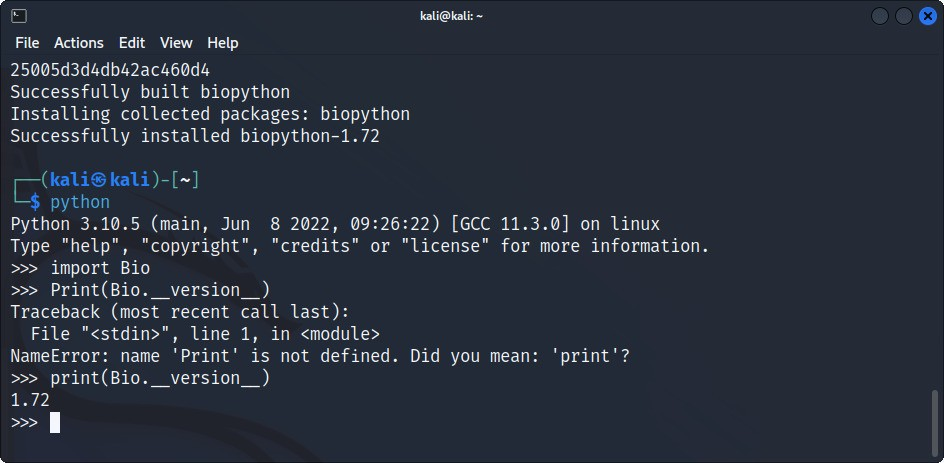 kali@kali: ~
File Actions Edit View Help
25005d3d4db42ac460d4
Successfully built biopython
Installing collected packages: biopython
Successfully installed biopython-1.72
┌──(kali㉿kali)-[~]
└─$ python
Python 3.10.5 (main, Jun  8 2022, 09:26:22) [GCC 11.3.0] on linux
Type "help", "copyright", "credits" or "license" for more information.
>>> import Bio
>>> Print(Bio.__version__)
Traceback (most recent call last):
  File "<stdin>", line 1, in <module>
NameError: name 'Print' is not defined. Did you mean: 'print'?
>>> print(Bio.__version__)
1.72
>>>